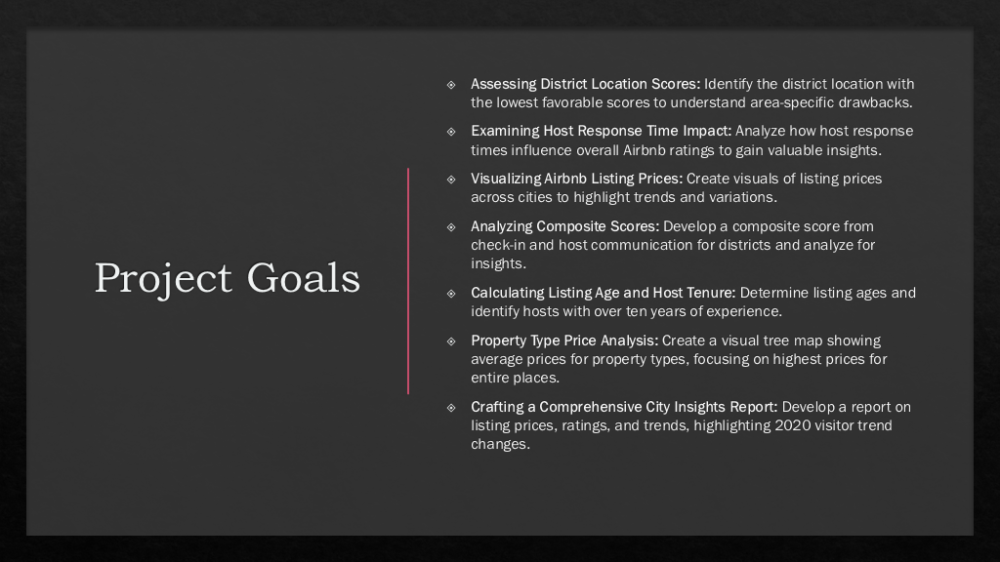 Project Goals
Assessing District Location Scores: Identify the district location with
the lowest favorable scores to understand area-specific drawbacks.
Examining Host Response Time Impact: Analyze how host response
times influence overall Airbnb ratings to gain valuable insights.
Visualizing Airbnb Listing Prices: Create visuals of listing prices
across cities to highlight trends and variations.
Analyzing Composite Scores: Develop a composite score from
check-in and host communication for districts and analyze for
insights.
Calculating Listing Age and Host Tenure: Determine listing ages and
identify hosts with over ten years of experience.
Property Type Price Analysis: Create a visual tree map showing
average prices for property types, focusing on highest prices for
entire places.
Crafting a Comprehensive City Insights Report: Develop a report on
listing prices, ratings, and trends, highlighting 2020 visitor trend
changes.